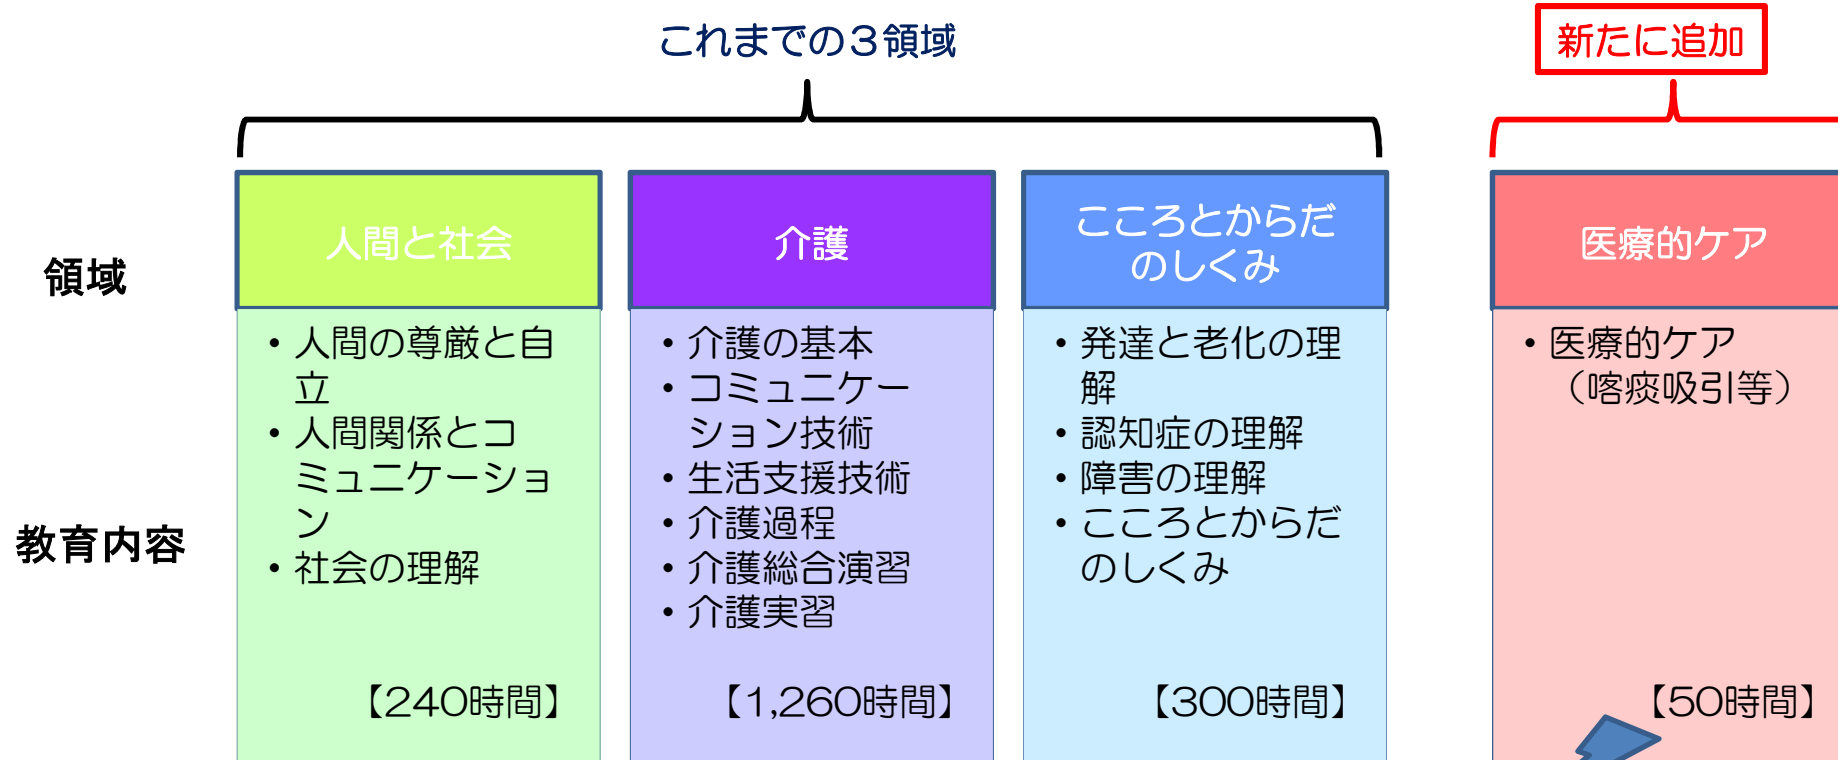 これまでの３領域
新たに追加
領域
人間と社会
介護
こころとからだ
のしくみ
医療的ケア
教育内容
・人間の尊厳と自
立
・人間関係とコ
ミュニケーショ
ン
・社会の理解
【240時間】
・介護の基本
・コミュニケー
ション技術
・生活支援技術
・介護過程
・介護総合演習
・介護実習
【1,260時間】
・発達と老化の理
解
・認知症の理解
・障害の理解
・こころとからだ
のしくみ
【300時間】
・医療的ケア
（喀痰吸引等）
【50時間】